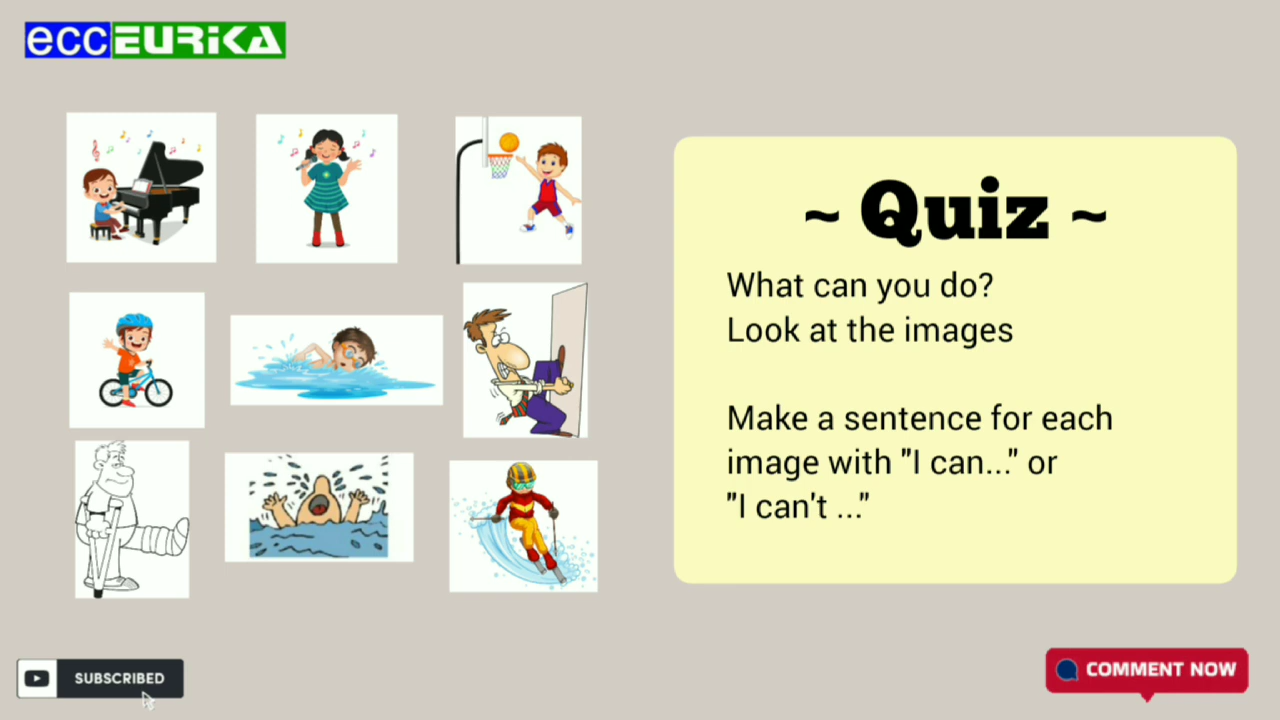 eccEURiKA
~ Quiz ~
What can you do?
Look at the images
Make a sentence for each
image with "I can..." or
"I can't ..."
SUBSCRIBED
COMMENT NOW